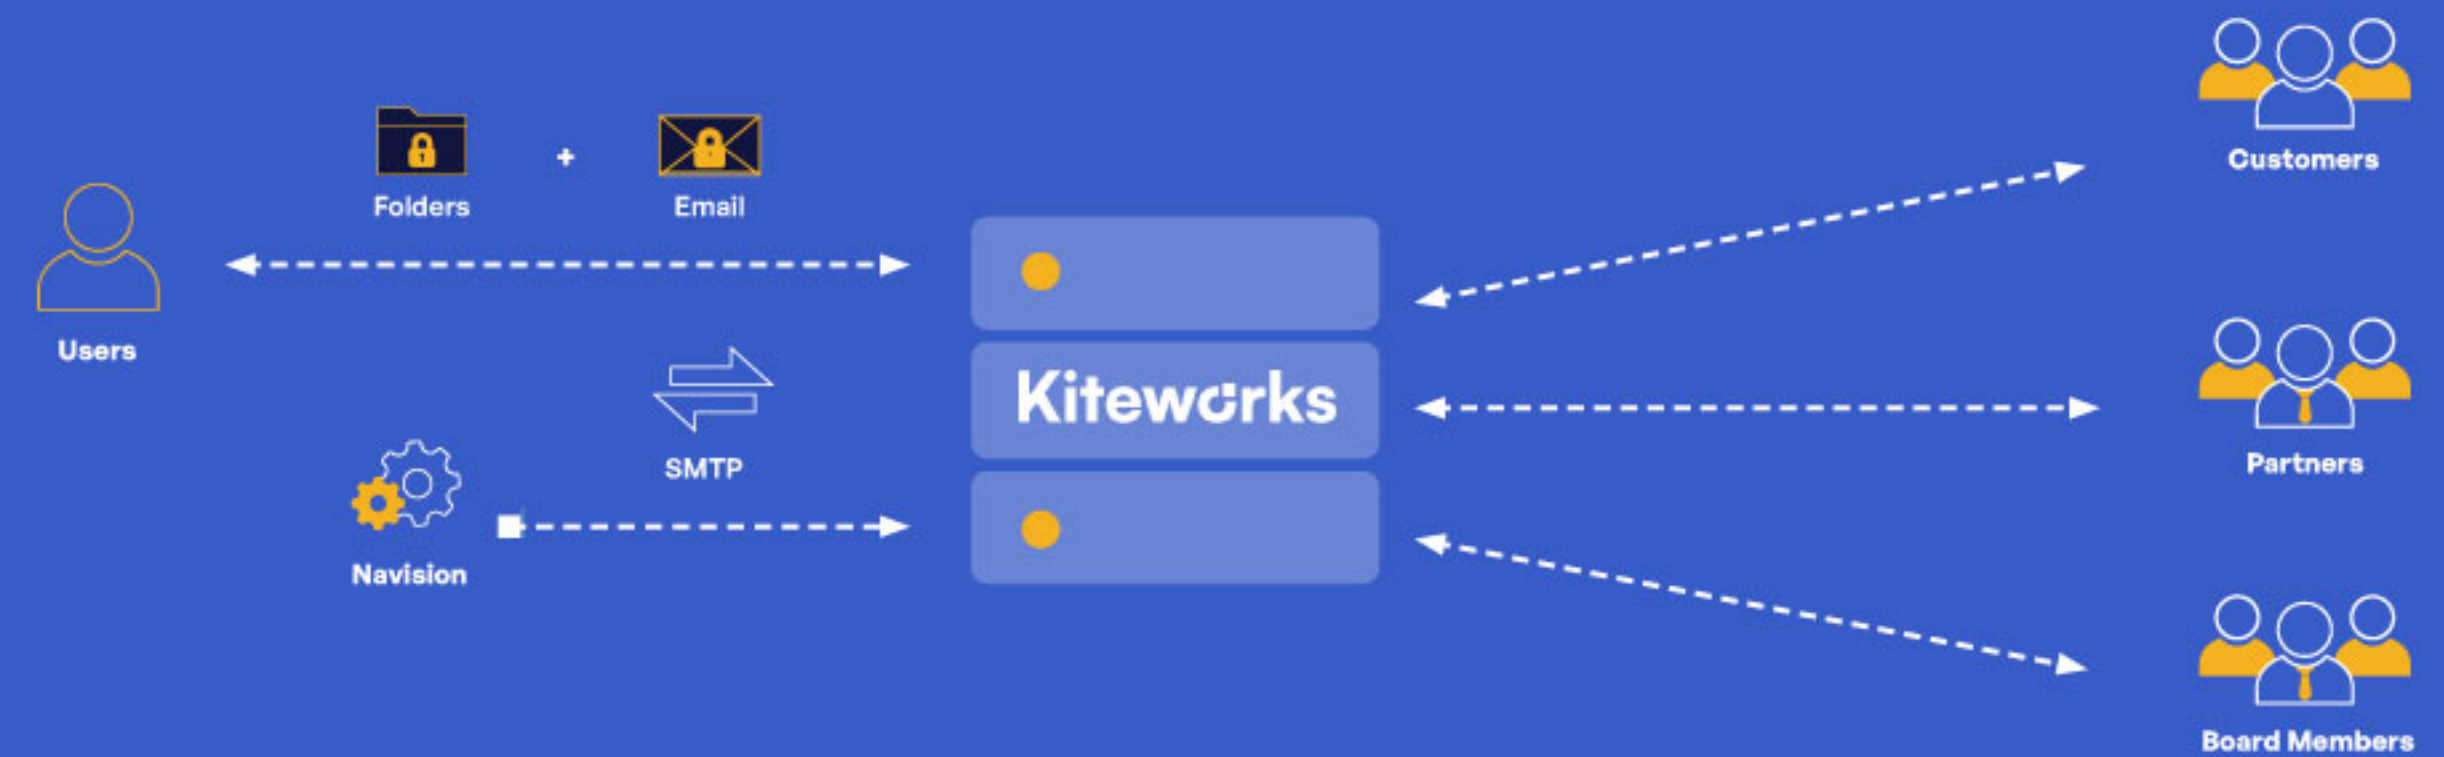 Folders
+
Email
Users
SMTP
Navision
Kiteworks
Customers
Partners
Board Members